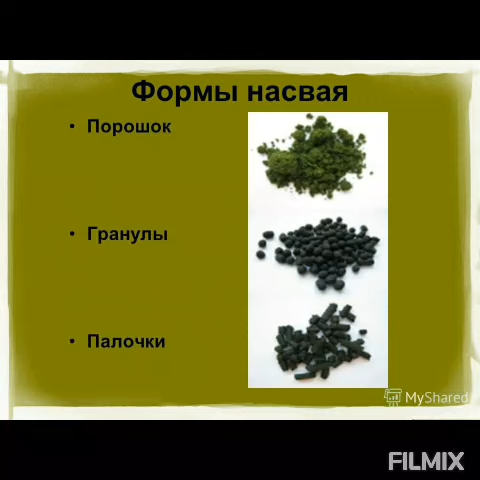 Формы насвая
• Порошок
• Гранулы
• Палочки
MyShared
FILMIX